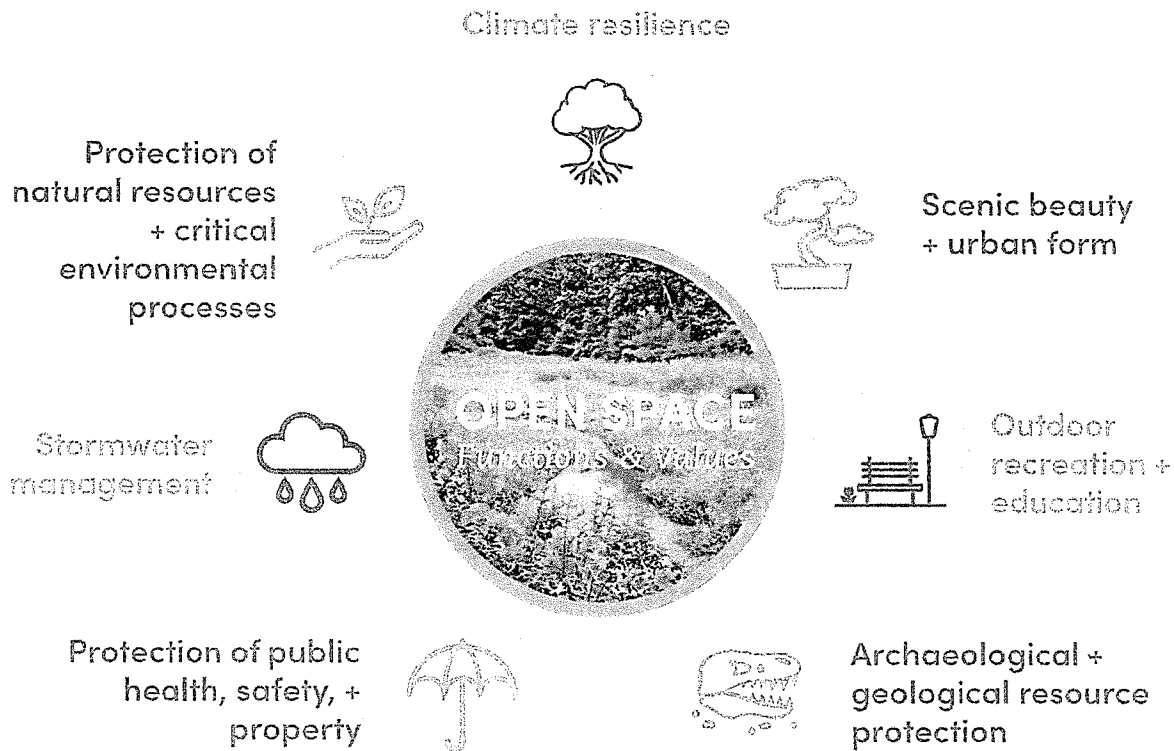 Climate resilience
Protection of
natural resources
+ critical
environmental
processes
Scenic beauty
+ urban form
OPEN SPACE
Functions & Values
Stormwater
management
Outdoor
recreation +
education
Protection of public
health, safety, +
property
Archaeological +
geological resource
protection